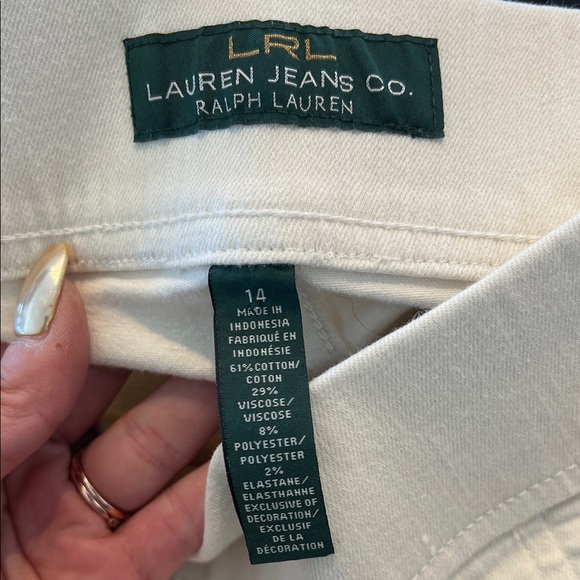 LRL
LAUREN JEANS CO.
RALPH LAUREN
14
MADE IN
INDONESIA
FABRIQUÉ EN
INDONÉSIE
61% COTTON/
COTON
29%
VISCOSE/
VISCOSE
8%
POLYESTER/
POLYESTER
2%
ELASTANE/
ELASTHANNE
EXCLUSIVE OF
DECORATION/
EXCLUSIF
DE LA
DÉCORATION